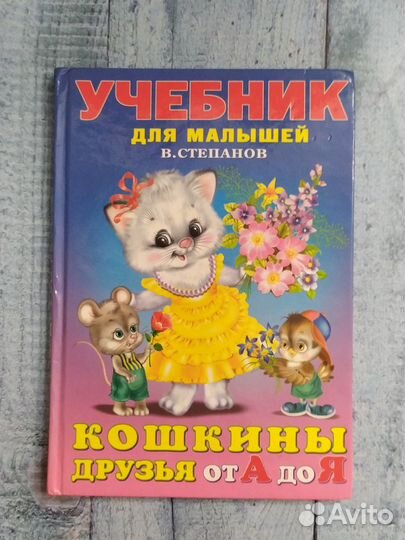 УЧЕБНИК
ДЛЯ МАЛЫШЕЙ
В.СТЕПАНОВ
КОШКИНЫ
ДРУЗЬЯ ОТ А ДО Я
Avito